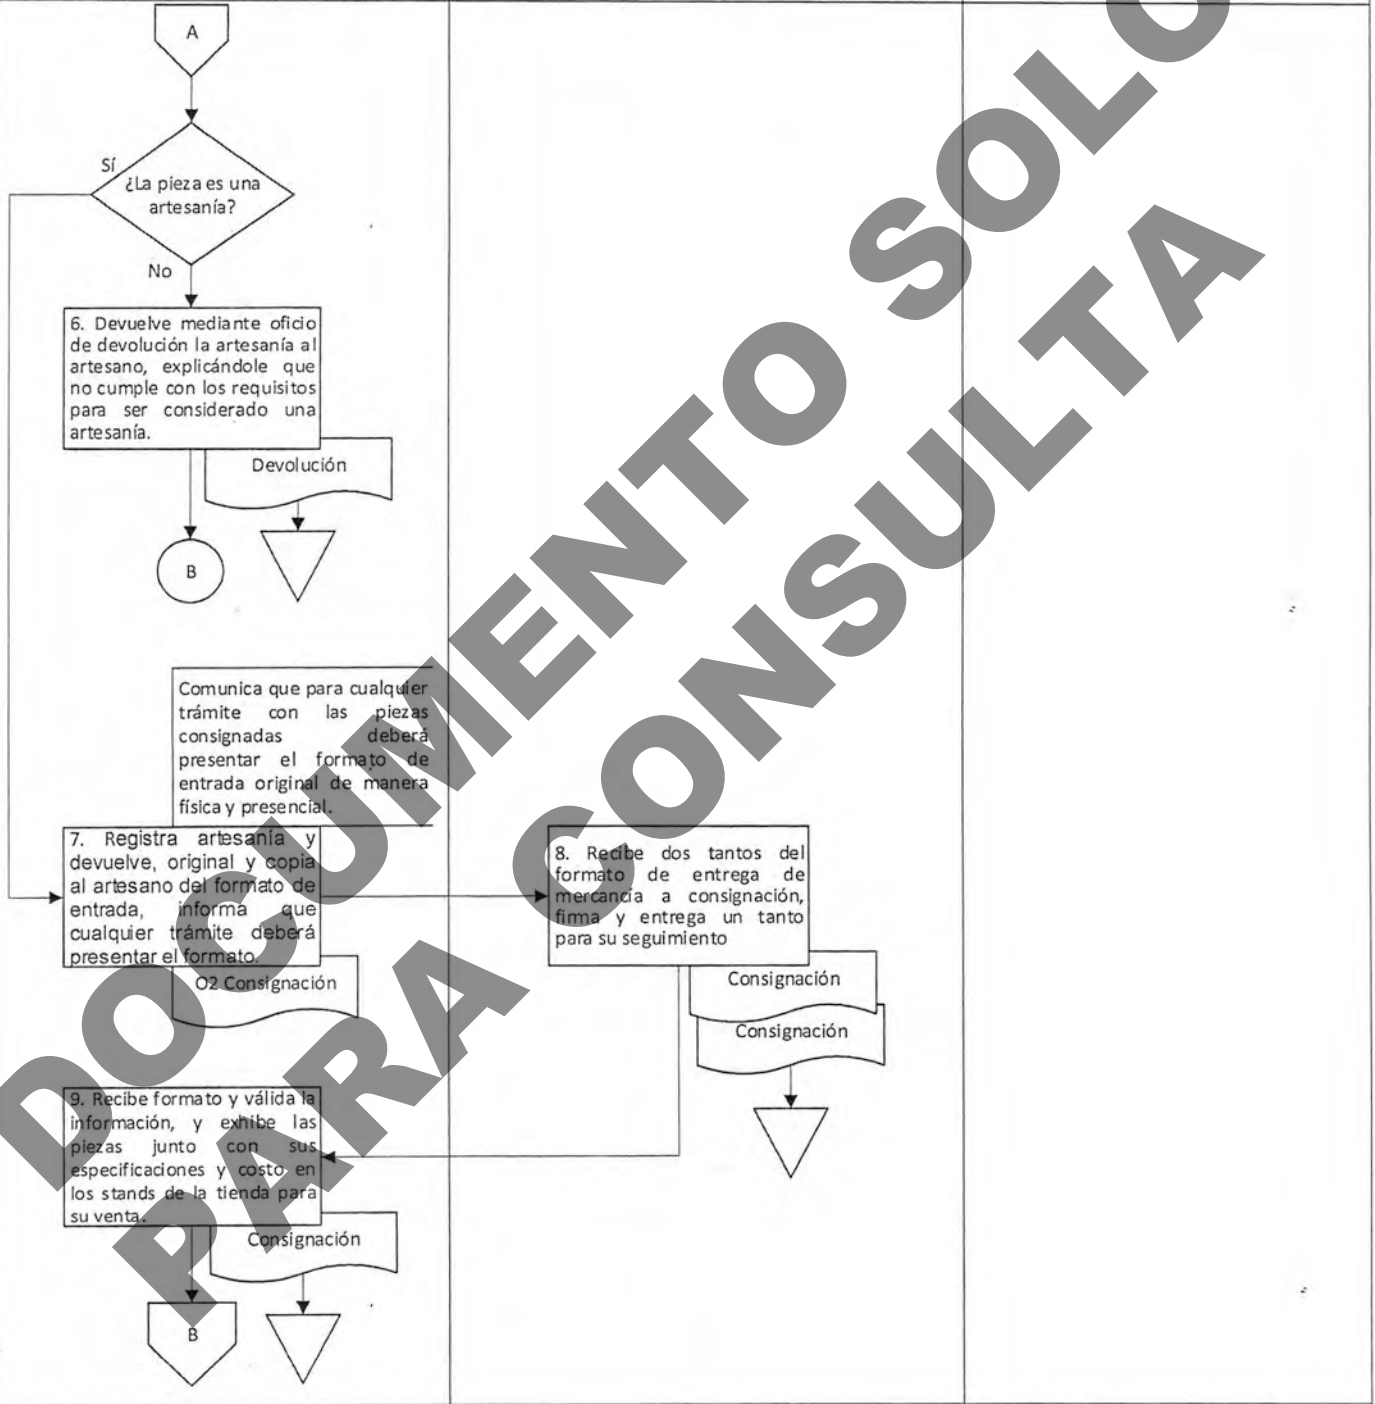 A
Sí
¿La pieza es una
artesanía?
No
6. Devuelve mediante oficio
de devolución la artesanía al
artesano, explicándole que
no cumple con los requisitos
para ser considerado una
artesanía.
Devolución
B
Comunica que para cualquier
trámite con las piezas
consignadas deberá
presentar el formato de
entrada original de manera
física y presencial.
7. Registra artesanía y
devuelve, original y copia
al artesano del formato de
entrada, informa que
cualquier trámite deberá
presentar el formato.
O2 Consignación
8. Recibe dos tantos del
formato de entrega de
mercancía a consignación,
firma y entrega un tanto
para su seguimiento
Consignación
Consignación
9. Recibe formato y válida la
información, y exhibe las
piezas junto con sus
especificaciones y costo en
los stands de la tienda para
su venta.
Consignación
B
DOCUMENTO SOLO
PARA CONSULTA